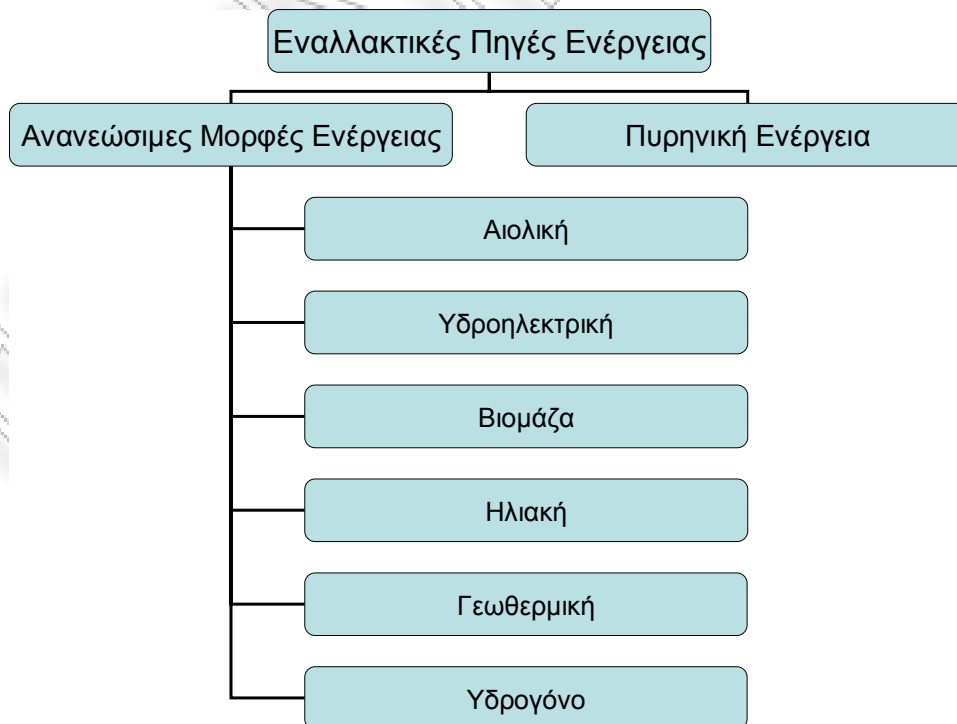 Εναλλακτικές Πηγές Ενέργειας
Ανανεώσιμες Μορφές Ενέργειας
Πυρηνική Ενέργεια
Αιολική
Υδροηλεκτρική
Βιομάζα
Ηλιακή
Γεωθερμική
Υδρογόνο